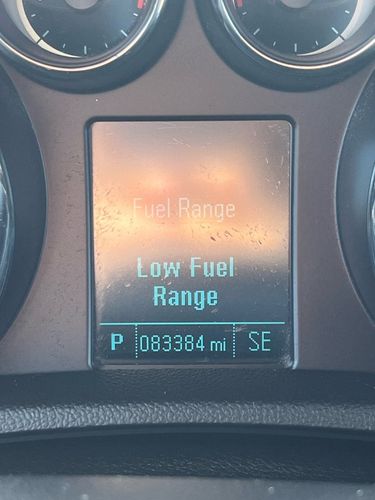 Fuel Range
Low Fuel
Range
P 083384 mi SE